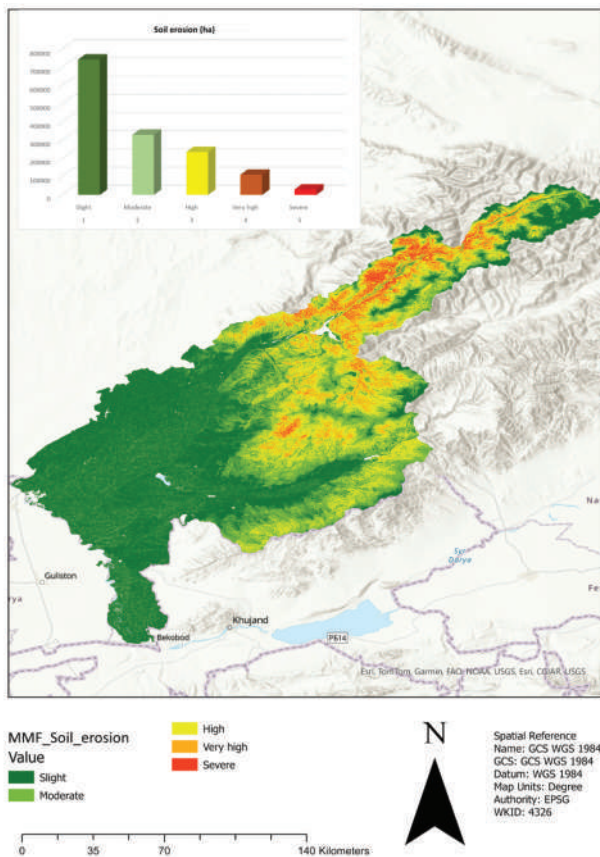 Soil erosion (ha)
800000
700000
600000
500000
400000
300000
200000
100000
0
Slight Moderate High Very high Severe
1 2 3 4 5
Na
Syr Darya
Guliston
Fe
rya
Khujand
Bekobod
P614
Esri, TomTom, Garmin, FAO, NOAA, USGS, Esri, CGIAR, USGS
MMF_Soil_erosion
Value
Slight
Moderate
High
Very high
Severe
N
Spatial Reference
Name: GCS WGS 1984
GCS: GCS WGS 1984
Datum: WGS 1984
Map Units: Degree
Authority: EPSG
WKID: 4326
0 35 70 140 Kilometers